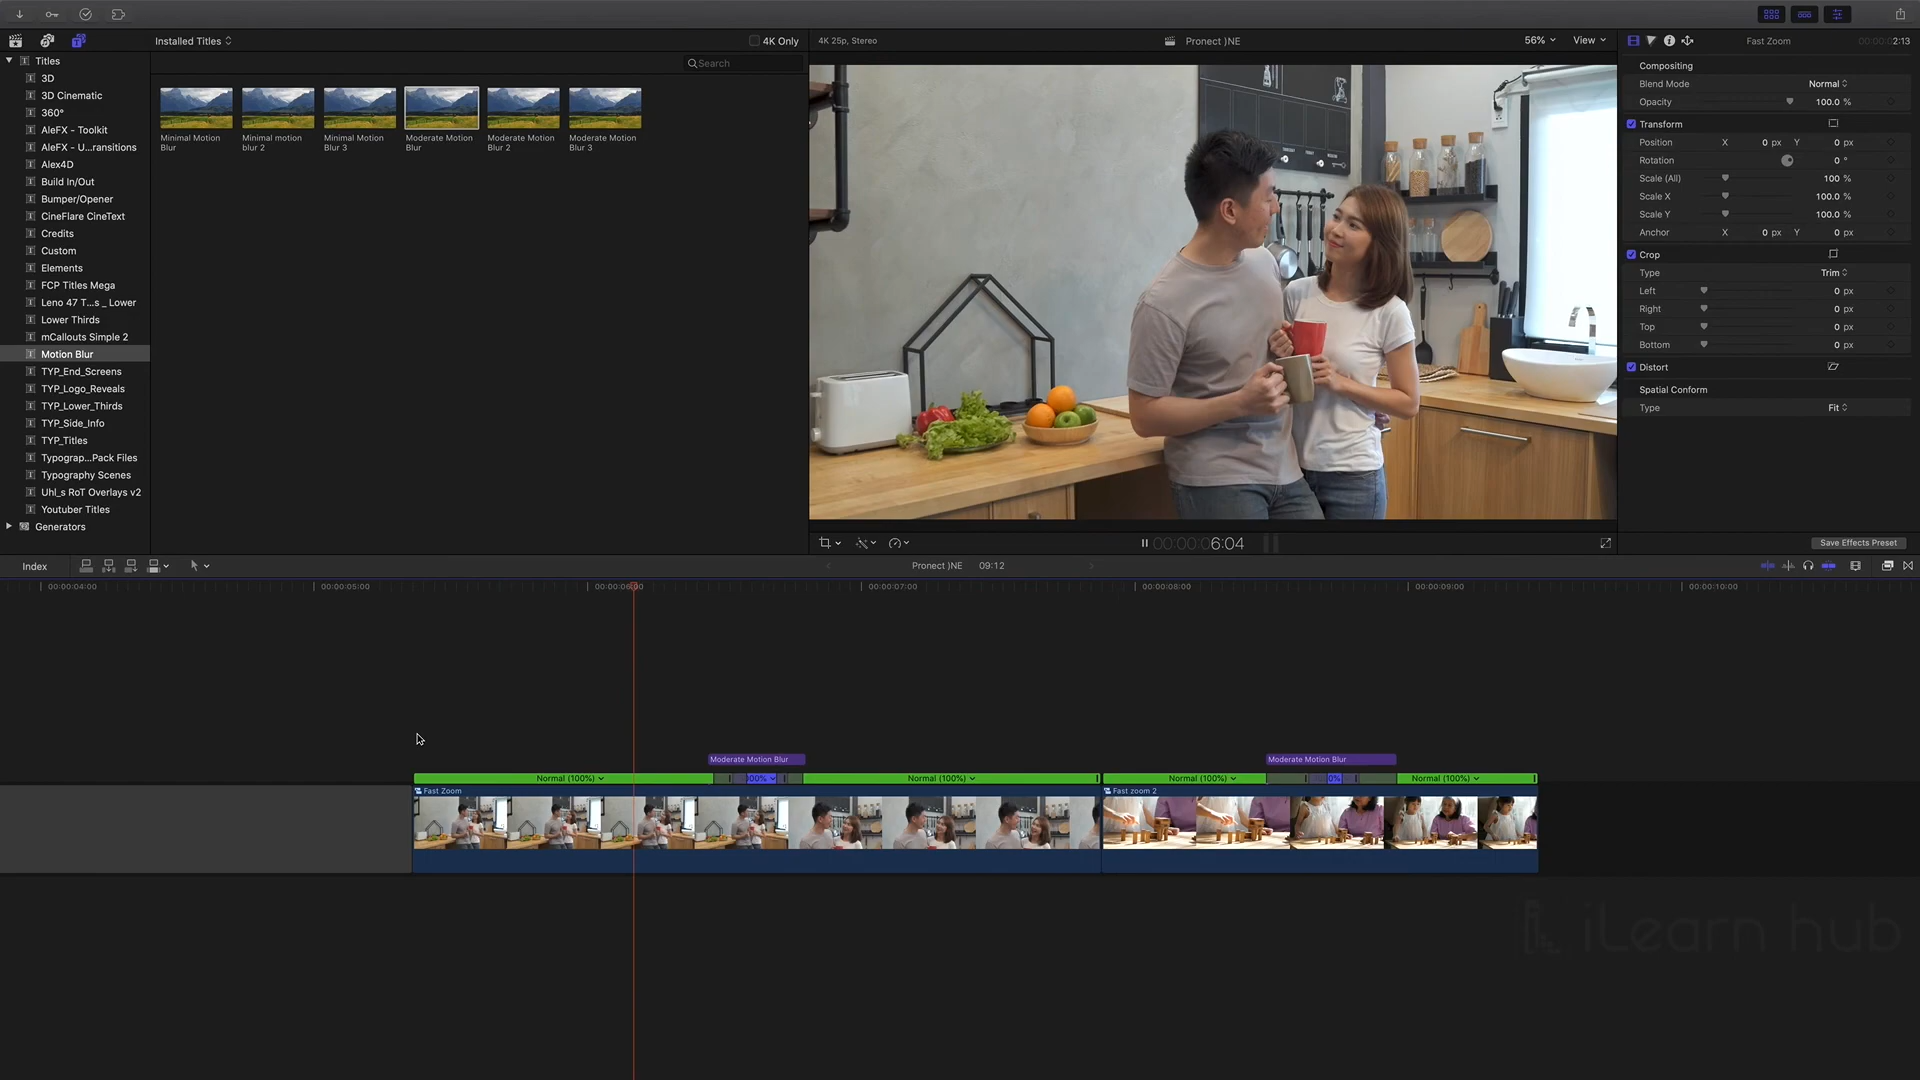 Installed Titles
4K Only
4K 25p, Stereo
Pronect )NE
56%
View
Fast Zoom
2:13
Titles
3D
3D Cinematic
360°
AleFX - Toolkit
AleFX - U...ransitions
Alex4D
Build In/Out
Bumper/Opener
CineFlare CineText
Credits
Custom
Elements
FCP Titles Mega
Leno 47 T...s _ Lower
Lower Thirds
mCallouts Simple 2
Motion Blur
TYP_End_Screens
TYP_Logo_Reveals
TYP_Lower_Thirds
TYP_Side_Info
TYP_Titles
Typograp...Pack Files
Typography Scenes
Uhl_s RoT Overlays v2
Youtuber Titles
Generators
Search
Minimal Motion Blur
Minimal motion blur 2
Minimal Motion Blur 3
Moderate Motion Blur
Moderate Motion Blur 2
Moderate Motion Blur 3
Compositing
Blend Mode Normal
Opacity 100.0 %
Transform
Position X 0 px Y 0 px
Rotation 0 °
Scale (All) 100 %
Scale X 100.0 %
Scale Y 100.0 %
Anchor X 0 px Y 0 px
Crop
Type Trim
Left 0 px
Right 0 px
Top 0 px
Bottom 0 px
Distort
Spatial Conform
Type Fit
Save Effects Preset
00:00:06:04
Index
Pronect )NE 09:12
00:00:04:00 00:00:05:00 00:00:06:00 00:00:07:00 00:00:08:00 00:00:09:00 00:00:10:00
Moderate Motion Blur Moderate Motion Blur
Normal (100%) Normal (100%) Normal (100%) Normal (100%)
Fast Zoom Fast zoom 2
iLearn hub